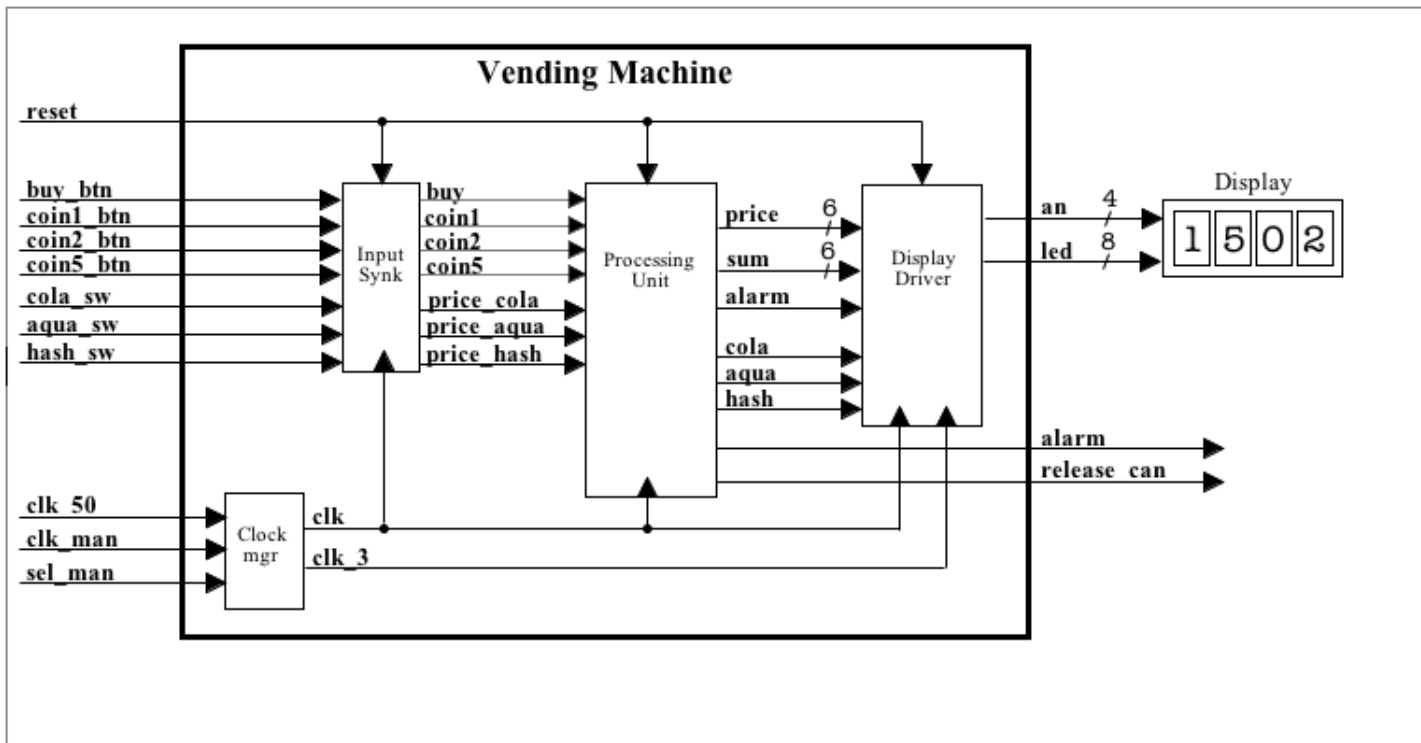 Vending Machine
reset
buy_btn
coin1_btn
coin2_btn
coin5_btn
cola_sw
aqua_sw
hash_sw
Input
Synk
buy
coin1
coin2
coin5
price_cola
price_aqua
price_hash
Processing
Unit
price
6
sum
6
alarm
cola
aqua
hash
Display
Driver
an
4
led
8
Display
1502
alarm
release_can
clk_50
clk_man
sel_man
Clock
mgr
clk
clk_3